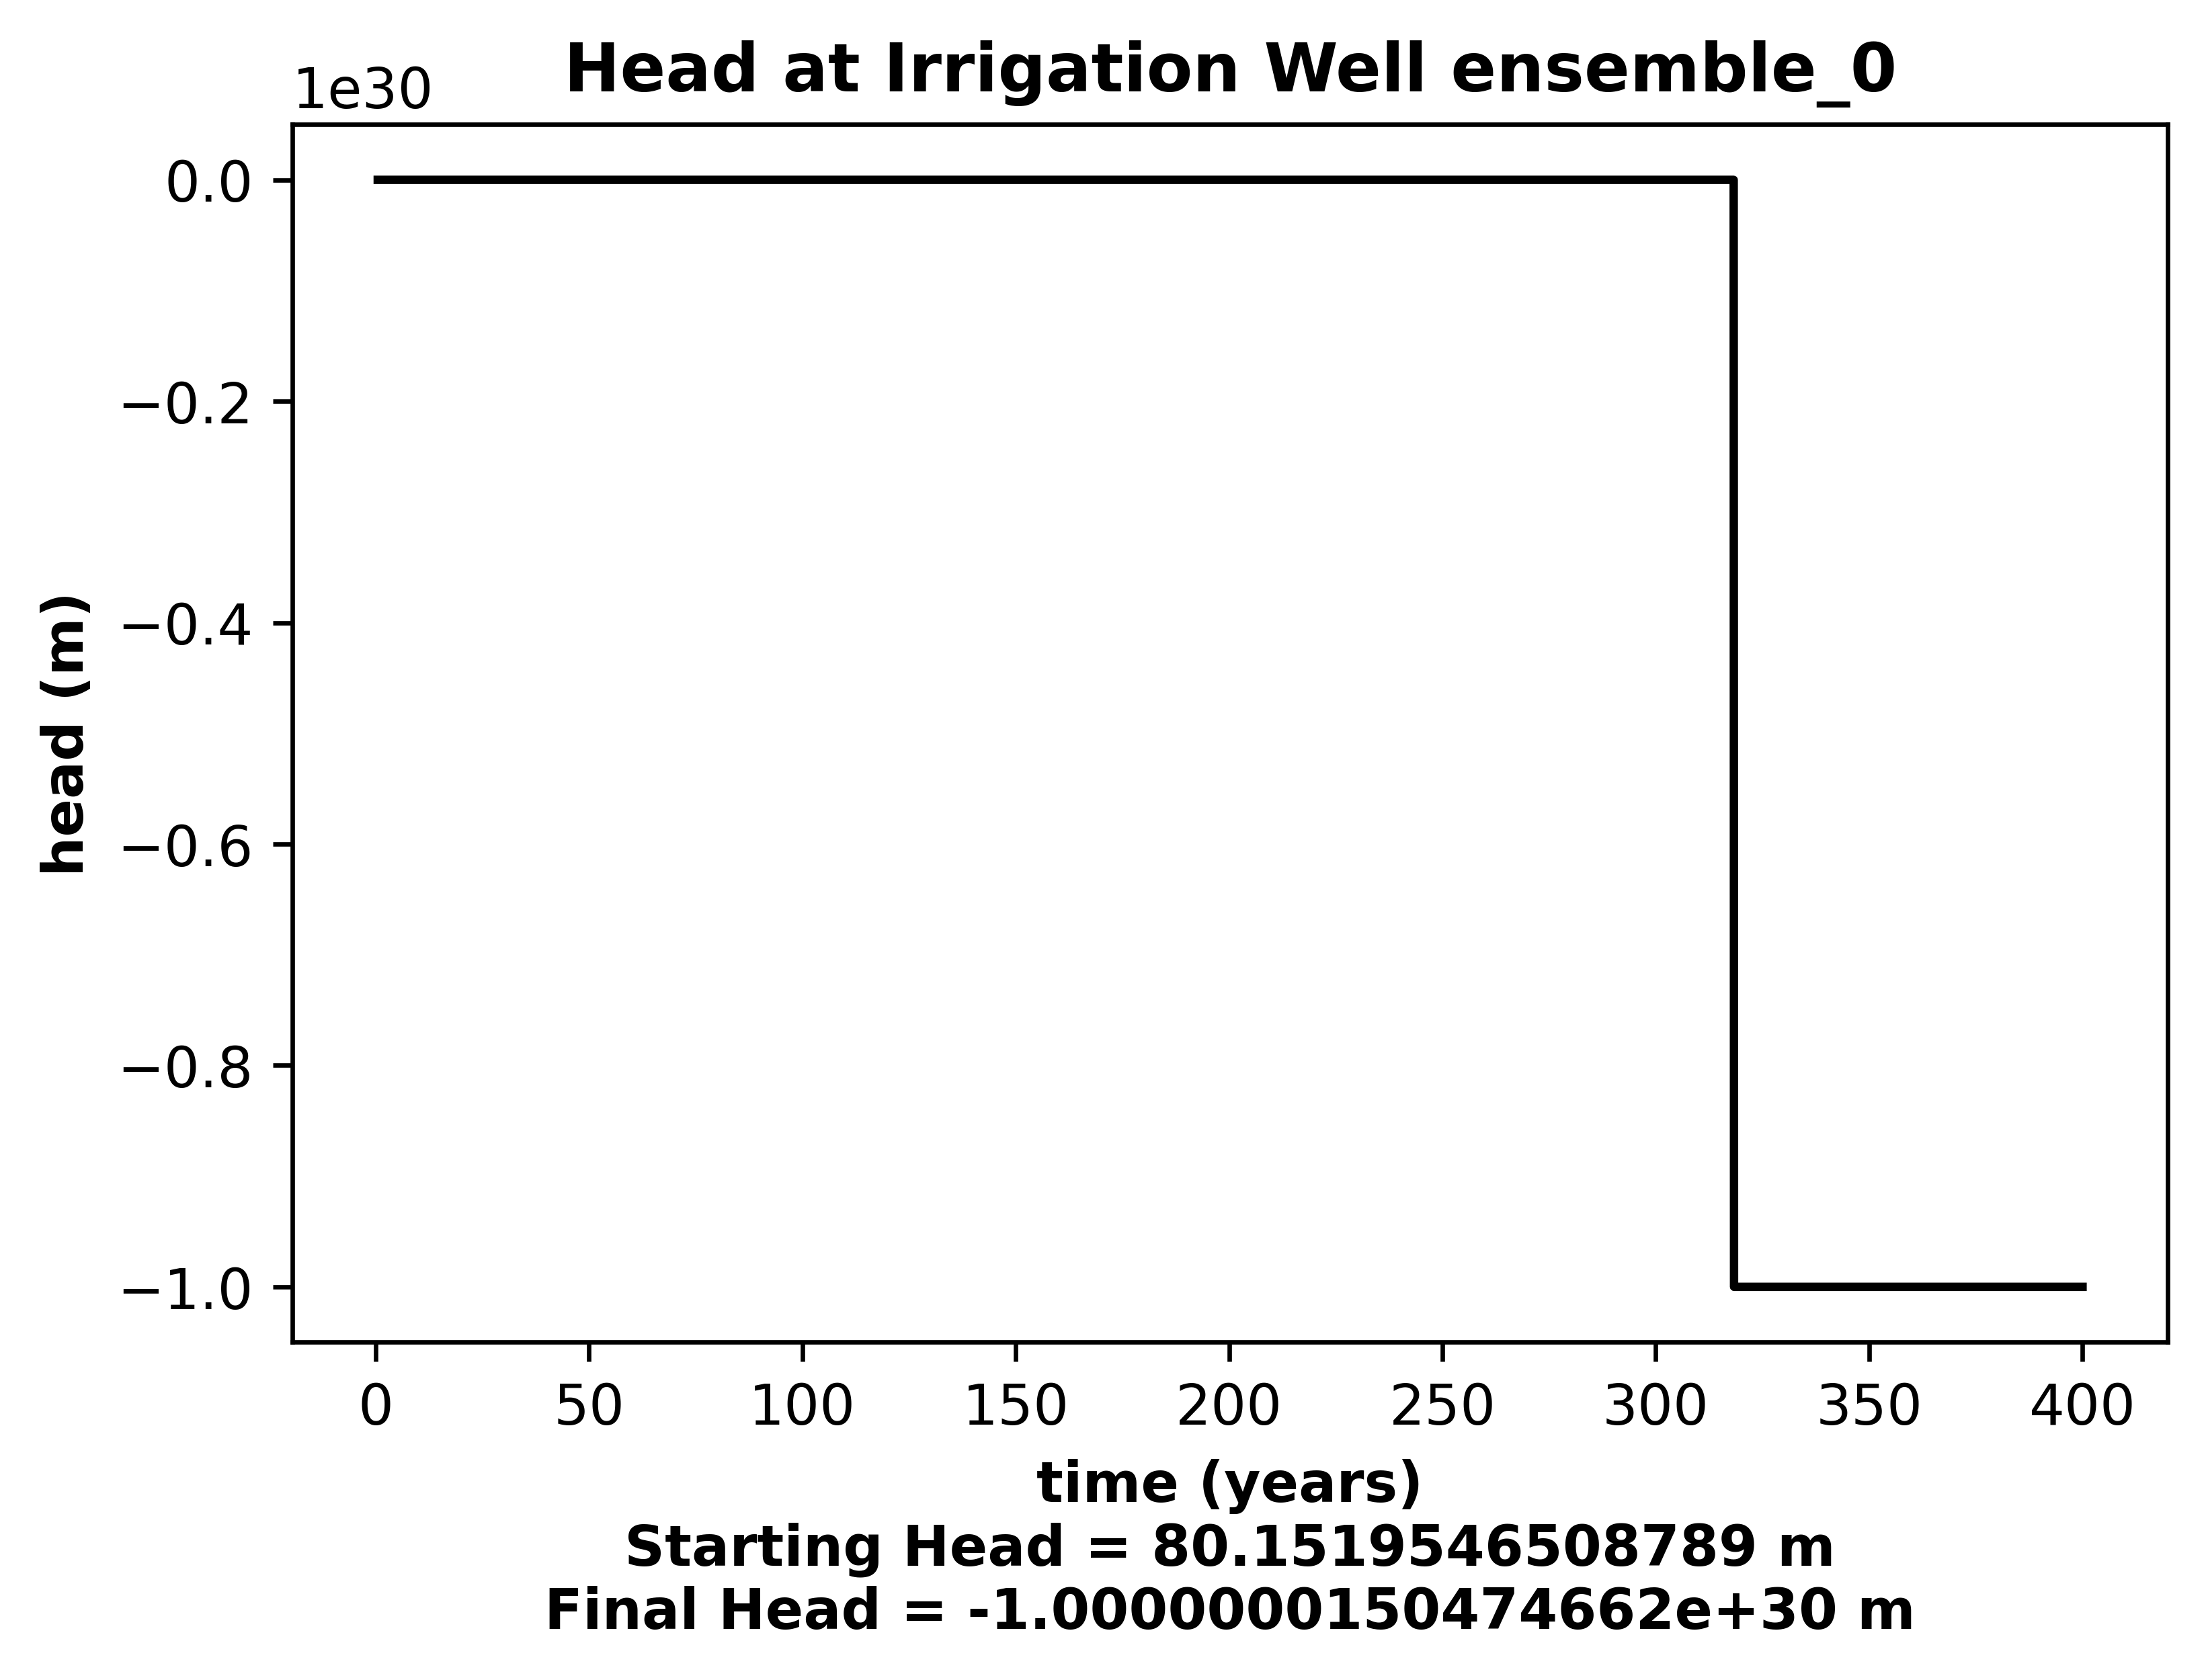 Head at Irrigation Well ensemble_0
1e30
0.0
−0.2
−0.4
−0.6
−0.8
−1.0
head (m)
0 50 100 150 200 250 300 350 400
time (years)
Starting Head = 80.1519546508789 m
Final Head = -1.0000000150474662e+30 m